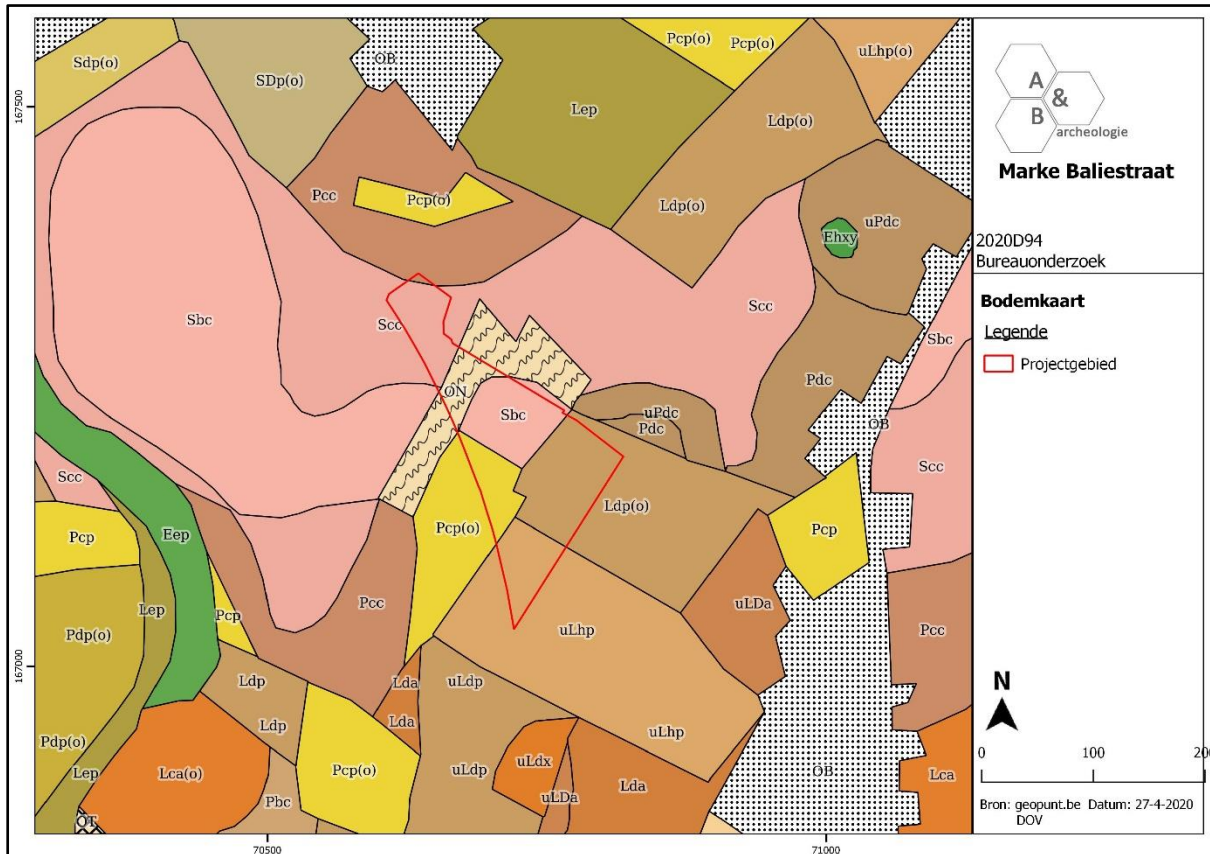 Sdp(o)
SDp(o)
OB
Pcp(o)
Pcp(o)
uLhp(o)
Lep
Ldp(o)
167500
Pcc
Pcp(o)
Ldp(o)
uPdc
Ehxy
Sbc
Scc
Scc
Sbc
Pdc
ON
Sbc
uPdc
Pdc
OB
Scc
Scc
Pcp
Eep
Pcp(o)
Ldp(o)
Pcp
Lep
Pcp
Pcc
uLhp
uLDa
Pdp(o)
Pcc
167000
Ldp
Lda
uLdp
Ldp
Lda
uLhp
Pdp(o)
Lep
Lca(o)
Pcp(o)
uLdp
uLdx
Lda
OB
Lca
Pbc
uLDa
OT
70500
71000
A
&
B
archeologie
Marke Baliestraat
2020D94
Bureauonderzoek
Bodemkaart
Legende
Projectgebied
N
0 100 20
Bron: geopunt.be Datum: 27-4-2020
DOV